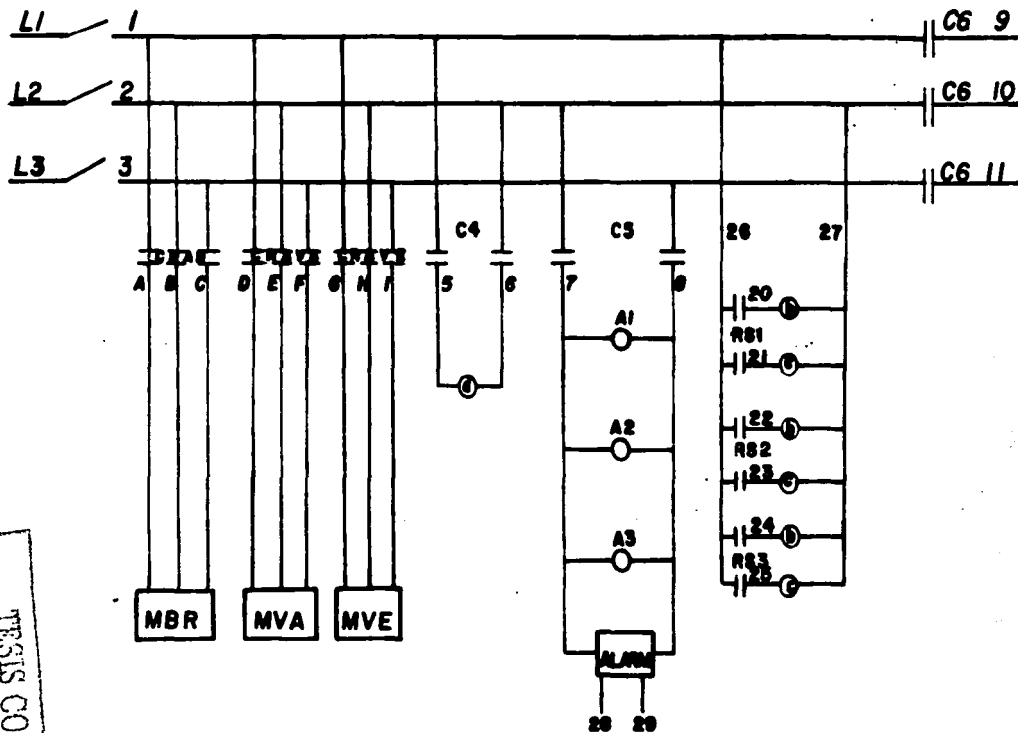 L1 1 C6 9
L2 2 C6 10
L3 3 C6 11
C4 C5 26 27
A B C D E F G H I 5 6 7 8
20
b
A1
RS1
21
c
d
22
b
A2
RS2
23
c
24
b
A3
RS3
25
c
MBR MVA MVE
ALARM
28 29
TESIS CO